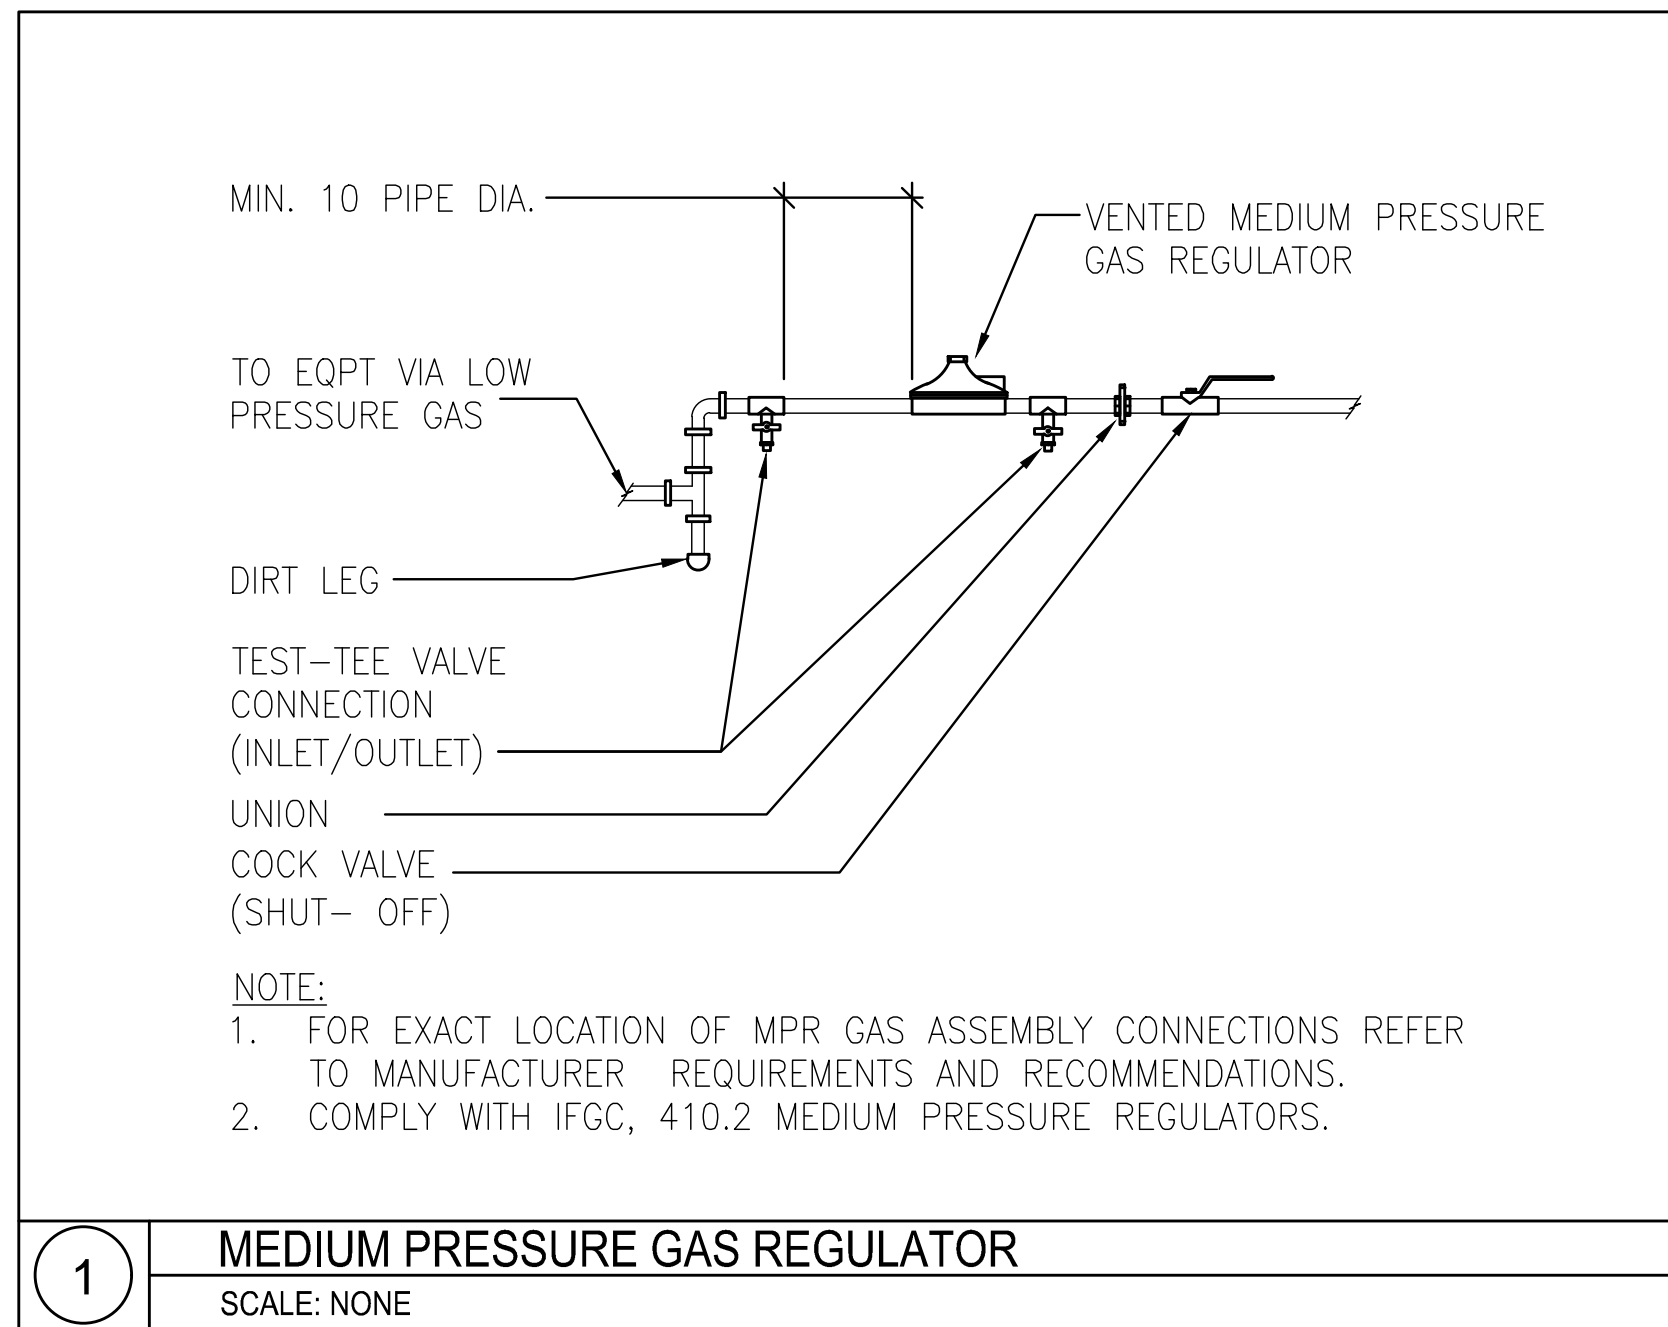 MIN. 10 PIPE DIA.
VENTED MEDIUM PRESSURE
GAS REGULATOR
TO EQPT VIA LOW
PRESSURE GAS
DIRT LEG
TEST-TEE VALVE
CONNECTION
(INLET/OUTLET)
UNION
COCK VALVE
(SHUT- OFF)
NOTE:
1. FOR EXACT LOCATION OF MPR GAS ASSEMBLY CONNECTIONS REFER
TO MANUFACTURER REQUIREMENTS AND RECOMMENDATIONS.
2. COMPLY WITH IFGC, 410.2 MEDIUM PRESSURE REGULATORS.
1
MEDIUM PRESSURE GAS REGULATOR
SCALE: NONE